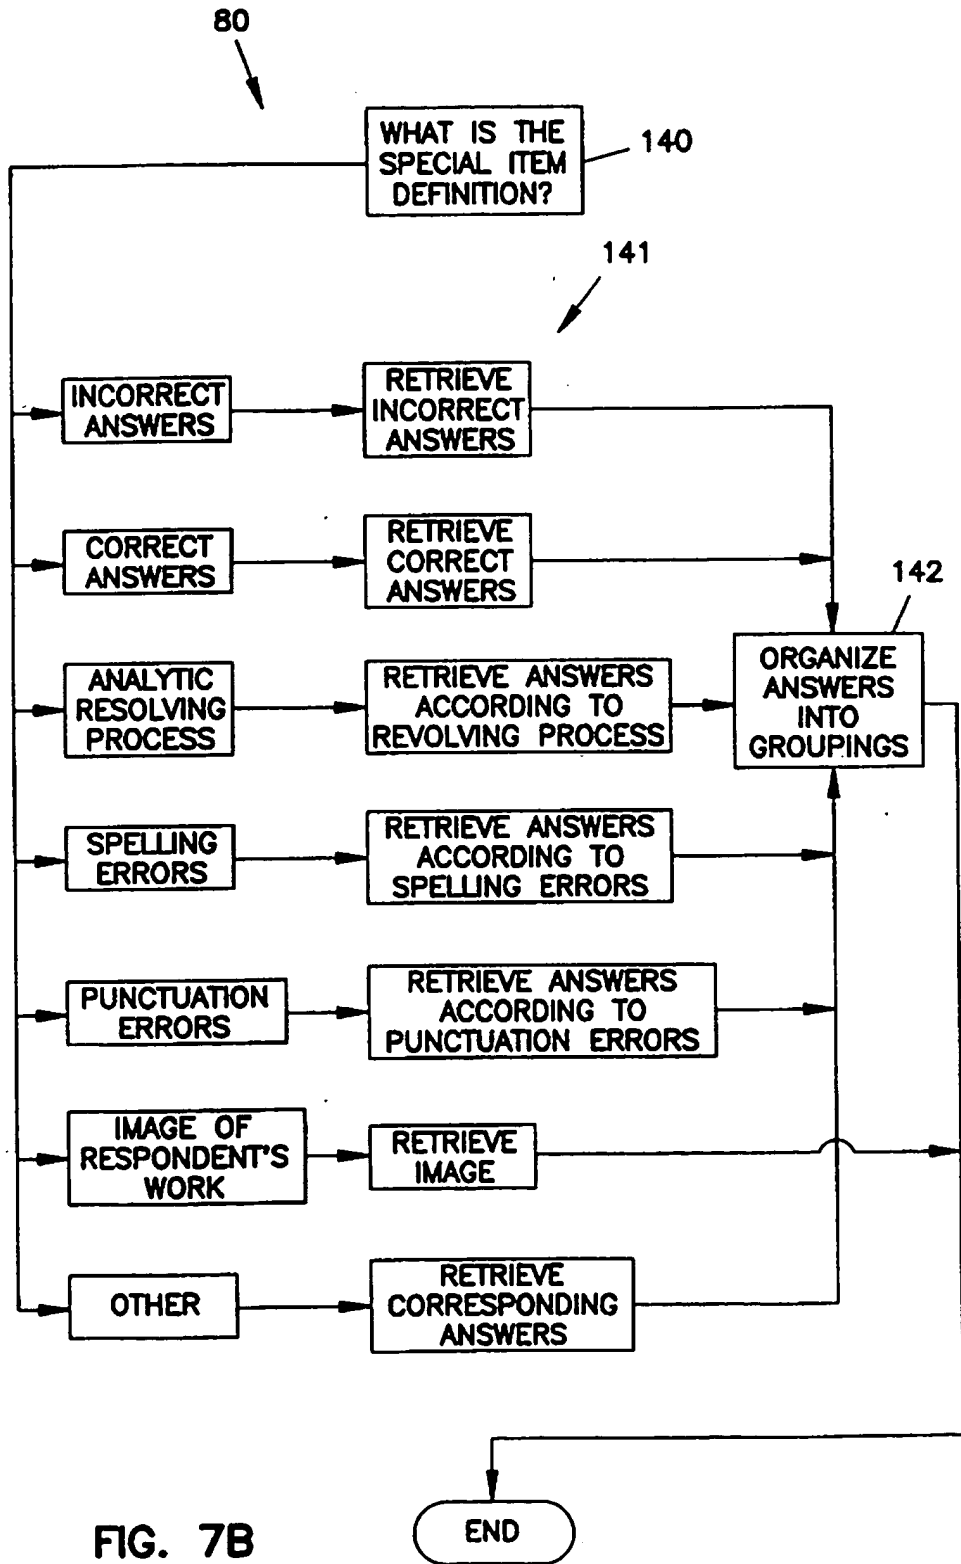 80
WHAT IS THE
SPECIAL ITEM
DEFINITION?
140
141
INCORRECT
ANSWERS
RETRIEVE
INCORRECT
ANSWERS
CORRECT
ANSWERS
RETRIEVE
CORRECT
ANSWERS
142
ANALYTIC
RESOLVING
PROCESS
RETRIEVE ANSWERS
ACCORDING TO
REVOLVING PROCESS
ORGANIZE
ANSWERS
INTO
GROUPINGS
SPELLING
ERRORS
RETRIEVE ANSWERS
ACCORDING TO
SPELLING ERRORS
PUNCTUATION
ERRORS
RETRIEVE ANSWERS
ACCORDING TO
PUNCTUATION ERRORS
IMAGE OF
RESPONDENT'S
WORK
RETRIEVE
IMAGE
OTHER
RETRIEVE
CORRESPONDING
ANSWERS
END
FIG. 7B